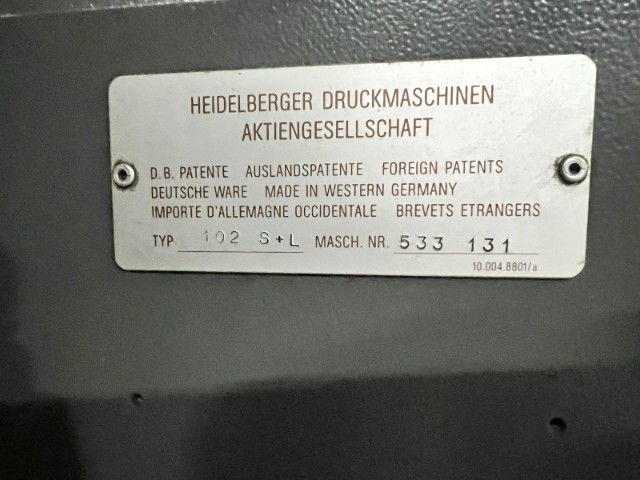 HEIDELBERGER DRUCKMASCHINEN
AKTIENGESELLSCHAFT
D.B. PATENTE AUSLANDSPATENTE FOREIGN PATENTS
DEUTSCHE WARE MADE IN WESTERN GERMANY
IMPORTE D'ALLEMAGNE OCCIDENTALE BREVETS ETRANGERS
TYP 102 S+L MASCH. NR. 533 131
10.004.8801/a